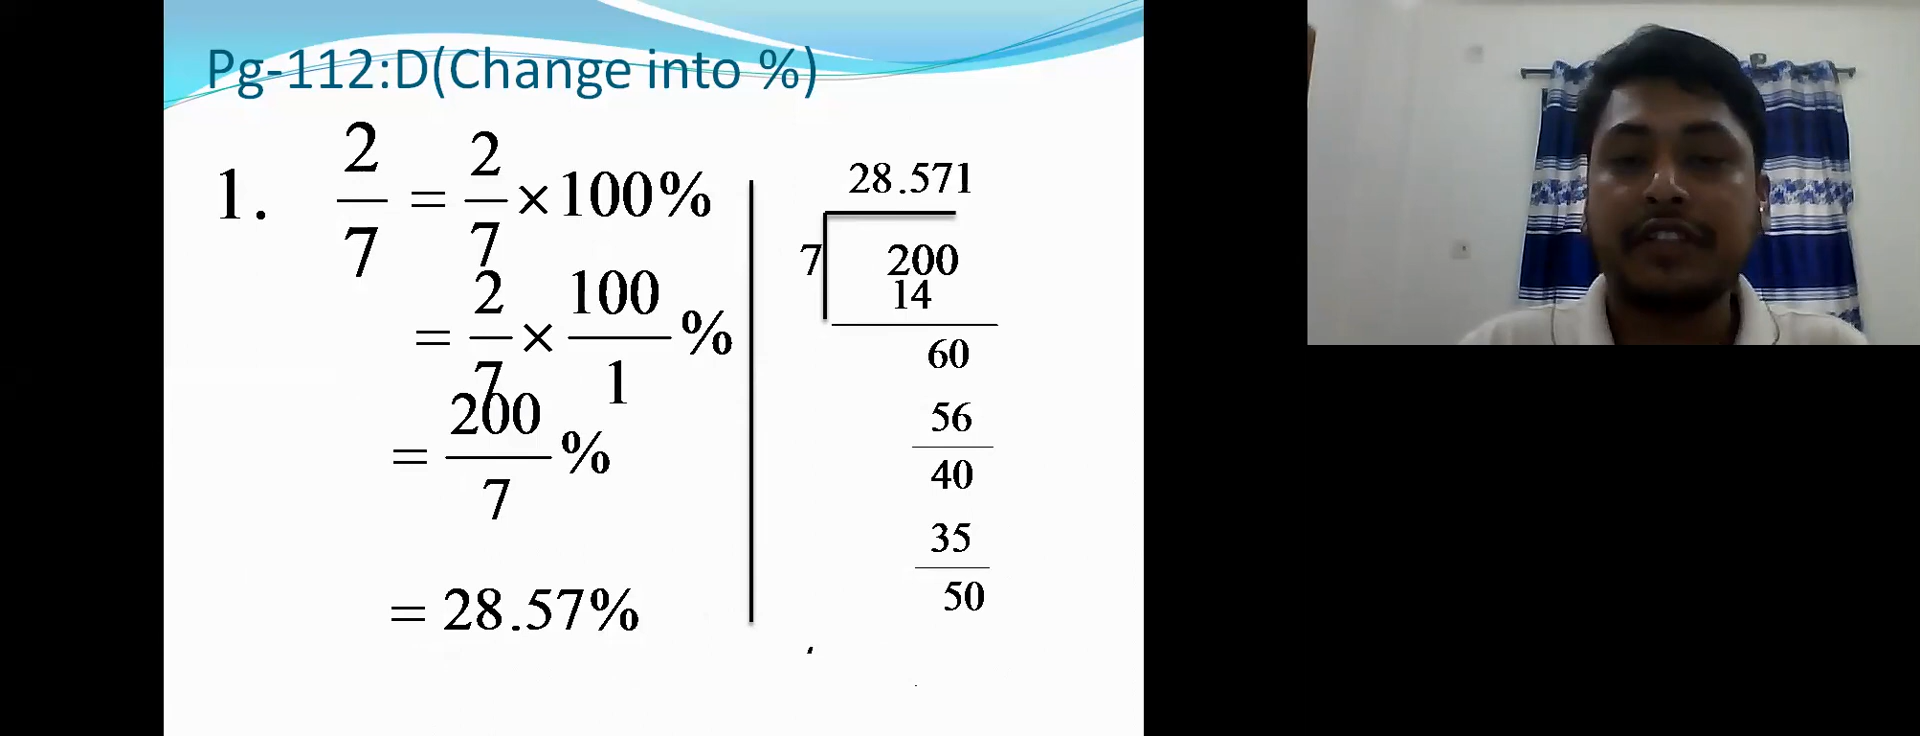 Pg-112:D(Change into %)
1. 2/7 = 2/7 ×100%
= 2/7 × 100/1 %
= 200/7 %
= 28.57%
28.571
7 200
14
60
56
40
35
50